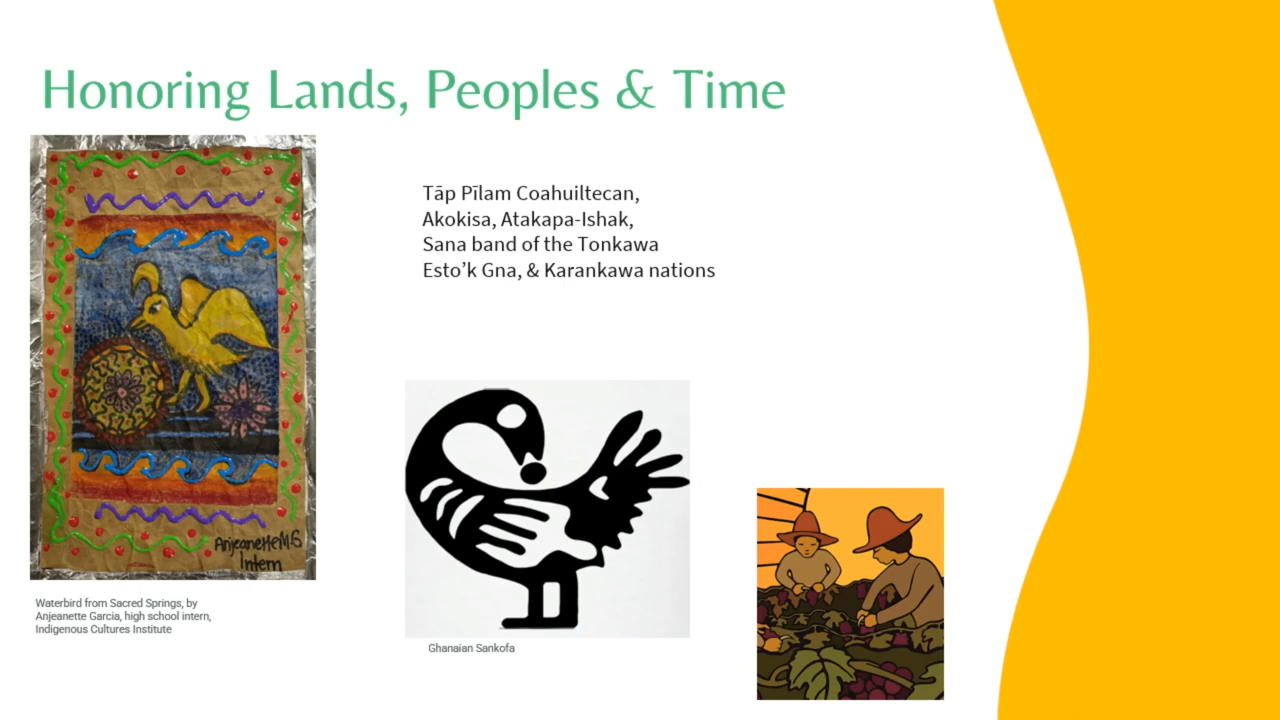 Honoring Lands, Peoples & Time
Tāp Pīlam Coahuiltecan,
Akokisa, Atakapa-Ishak,
Sana band of the Tonkawa
Esto’k Gna, & Karankawa nations
AnjeanetteM.G
Intern
Waterbird from Sacred Springs, by
Anjeanette Garcia, high school intern,
Indigenous Cultures Institute
Ghanaian Sankofa